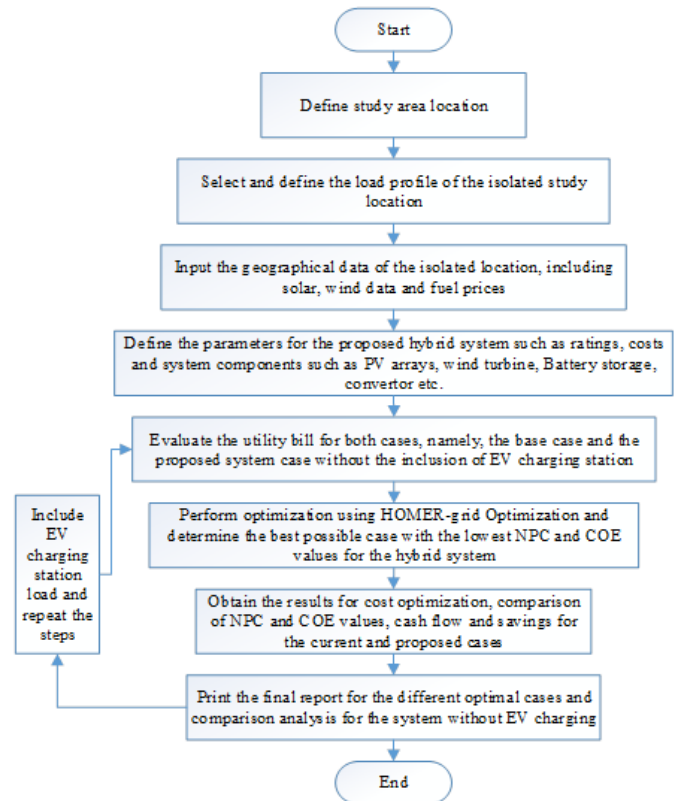 Start
Define study area location
Select and define the load profile of the isolated study
location
Input the geographical data of the isolated location, including
solar, wind data and fuel prices
Define the parameters for the proposed hybrid system such as ratings, costs
and system components such as PV arrays, wind turbine, Battery storage,
convertor etc.
Evaluate the utility bill for both cases, namely, the base case and the
proposed system case without the inclusion of EV charging station
Perform optimization using HOMER-grid Optimization and
determine the best possible case with the lowest NPC and COE
values for the hybrid system
Obtain the results for cost optimization, comparison
of NPC and COE values, cash flow and savings for
the current and proposed cases
Print the final report for the different optimal cases and
comparison analysis for the system without EV charging
End
Include
EV
charging
station
load and
repeat the
steps